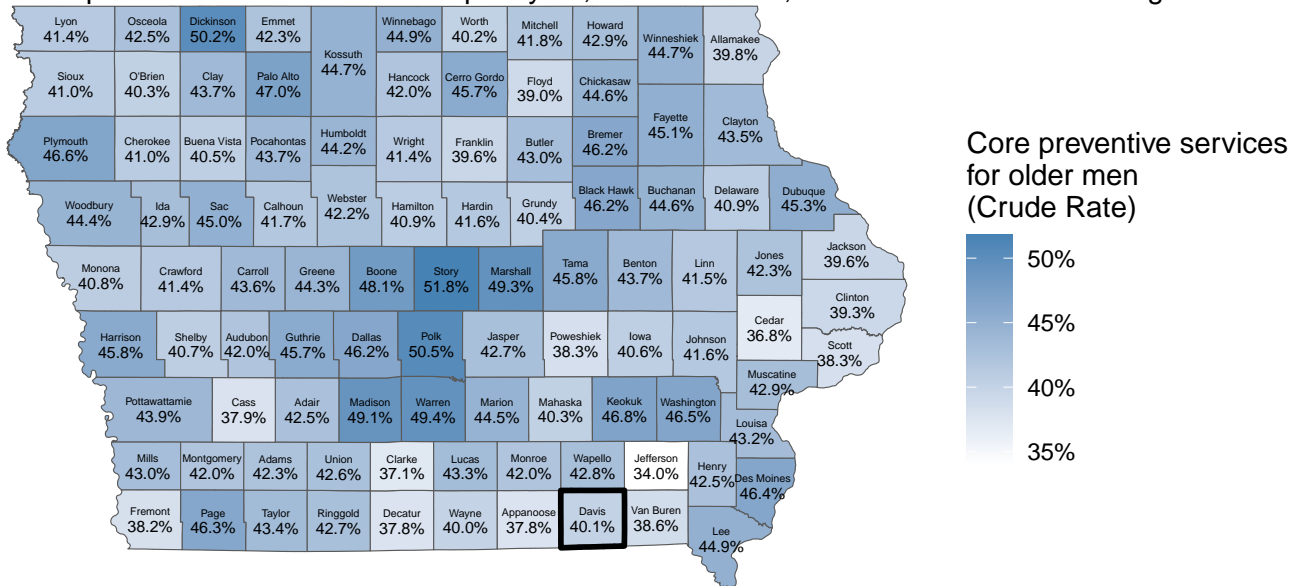 Lyon Osceola Dickinson Emmet Winnebago Worth Mitchell Howard
41.4% 42.5% 50.2% 42.3% 44.9% 40.2% 41.8% 42.9%
Kossuth Winneshiek Allamakee
44.7% 44.7% 39.8%
Sioux O'Brien Clay Palo Alto Hancock Cerro Gordo Floyd Chickasaw
41.0% 40.3% 43.7% 47.0% 42.0% 45.7% 39.0% 44.6%
Fayette Clayton
45.1% 43.5%
Plymouth Cherokee Buena Vista Pocahontas Humboldt Wright Franklin Butler Bremer
46.6% 41.0% 40.5% 43.7% 44.2% 41.4% 39.6% 43.0% 46.2%
Woodbury Ida Sac Calhoun Webster Hamilton Hardin Grundy Black Hawk Buchanan Delaware Dubuque
44.4% 42.9% 45.0% 41.7% 42.2% 40.9% 41.6% 40.4% 46.2% 44.6% 40.9% 45.3%
Monona Crawford Carroll Greene Boone Story Marshall Tama Benton Linn Jones Jackson
40.8% 41.4% 43.6% 44.3% 48.1% 51.8% 49.3% 45.8% 43.7% 41.5% 42.3% 39.6%
Clinton
39.3%
Harrison Shelby Audubon Guthrie Dallas Polk Jasper Poweshiek Iowa Johnson Cedar Scott
45.8% 40.7% 42.0% 45.7% 46.2% 50.5% 42.7% 38.3% 40.6% 41.6% 36.8% 38.3%
Muscatine
42.9%
Pottawattamie Cass Adair Madison Warren Marion Mahaska Keokuk Washington
43.9% 37.9% 42.5% 49.1% 49.4% 44.5% 40.3% 46.8% 46.5%
Louisa
43.2%
Mills Montgomery Adams Union Clarke Lucas Monroe Wapello Jefferson Henry Des Moines
43.0% 42.0% 42.3% 42.6% 37.1% 43.3% 42.0% 42.8% 34.0% 42.5% 46.4%
Fremont Page Taylor Ringgold Decatur Wayne Appanoose Davis Van Buren
38.2% 46.3% 43.4% 42.7% 37.8% 40.0% 37.8% 40.1% 38.6%
Lee
44.9%
Core preventive services
for older men
(Crude Rate)
50%
45%
40%
35%